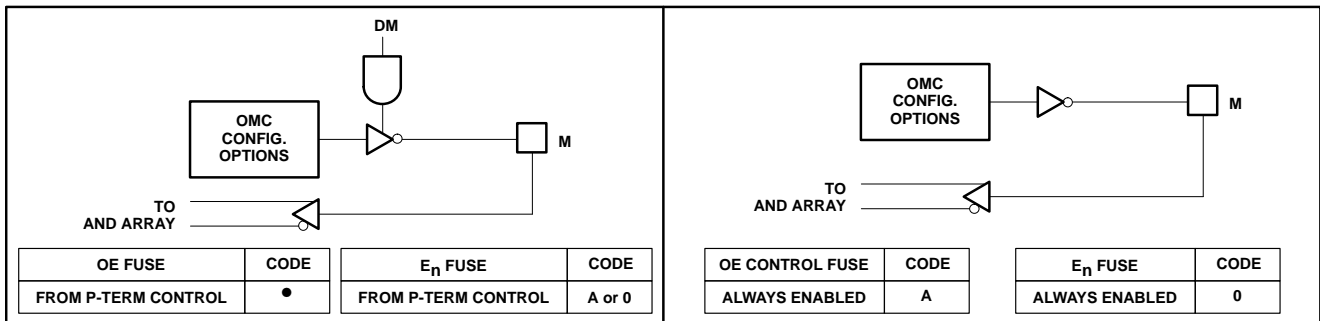 DM
OMC
CONFIG.
OPTIONS
M
TO
AND ARRAY
OE FUSE CODE
FROM P-TERM CONTROL ●
En FUSE CODE
FROM P-TERM CONTROL A or 0
OMC
CONFIG.
OPTIONS
M
TO
AND ARRAY
OE CONTROL FUSE CODE
ALWAYS ENABLED A
En FUSE CODE
ALWAYS ENABLED 0